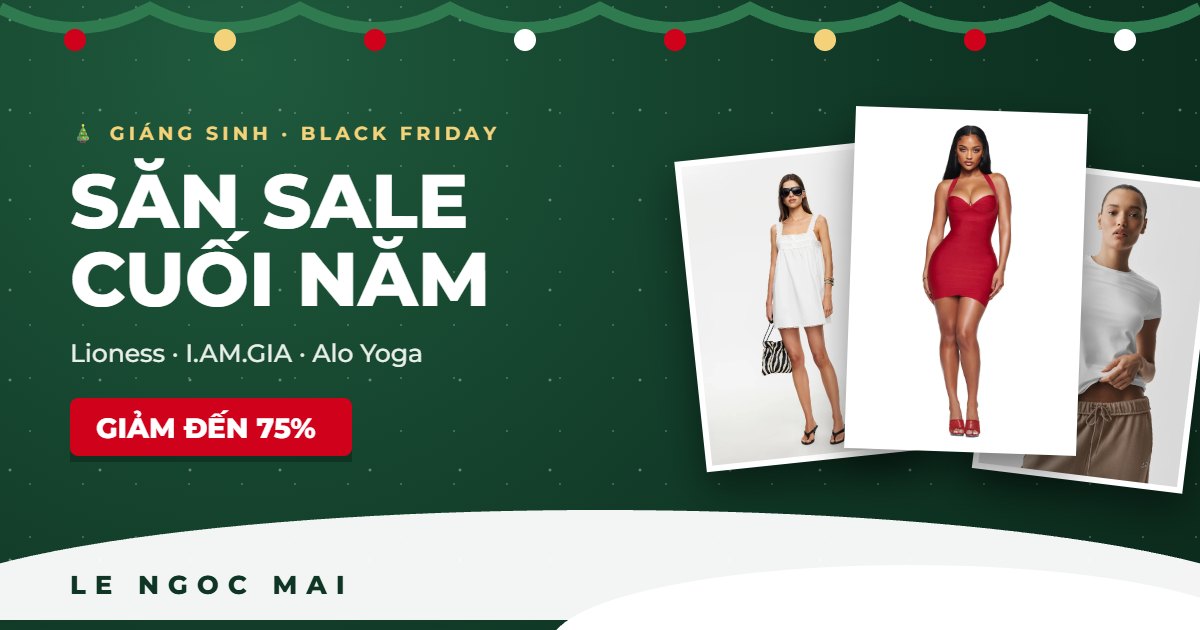 🎄 GIÁNG SINH · BLACK FRIDAY
SĂN SALE
CUỐI NĂM
Lioness · I.AM.GIA · Alo Yoga
GIẢM ĐẾN 75%
LE NGOC MAI